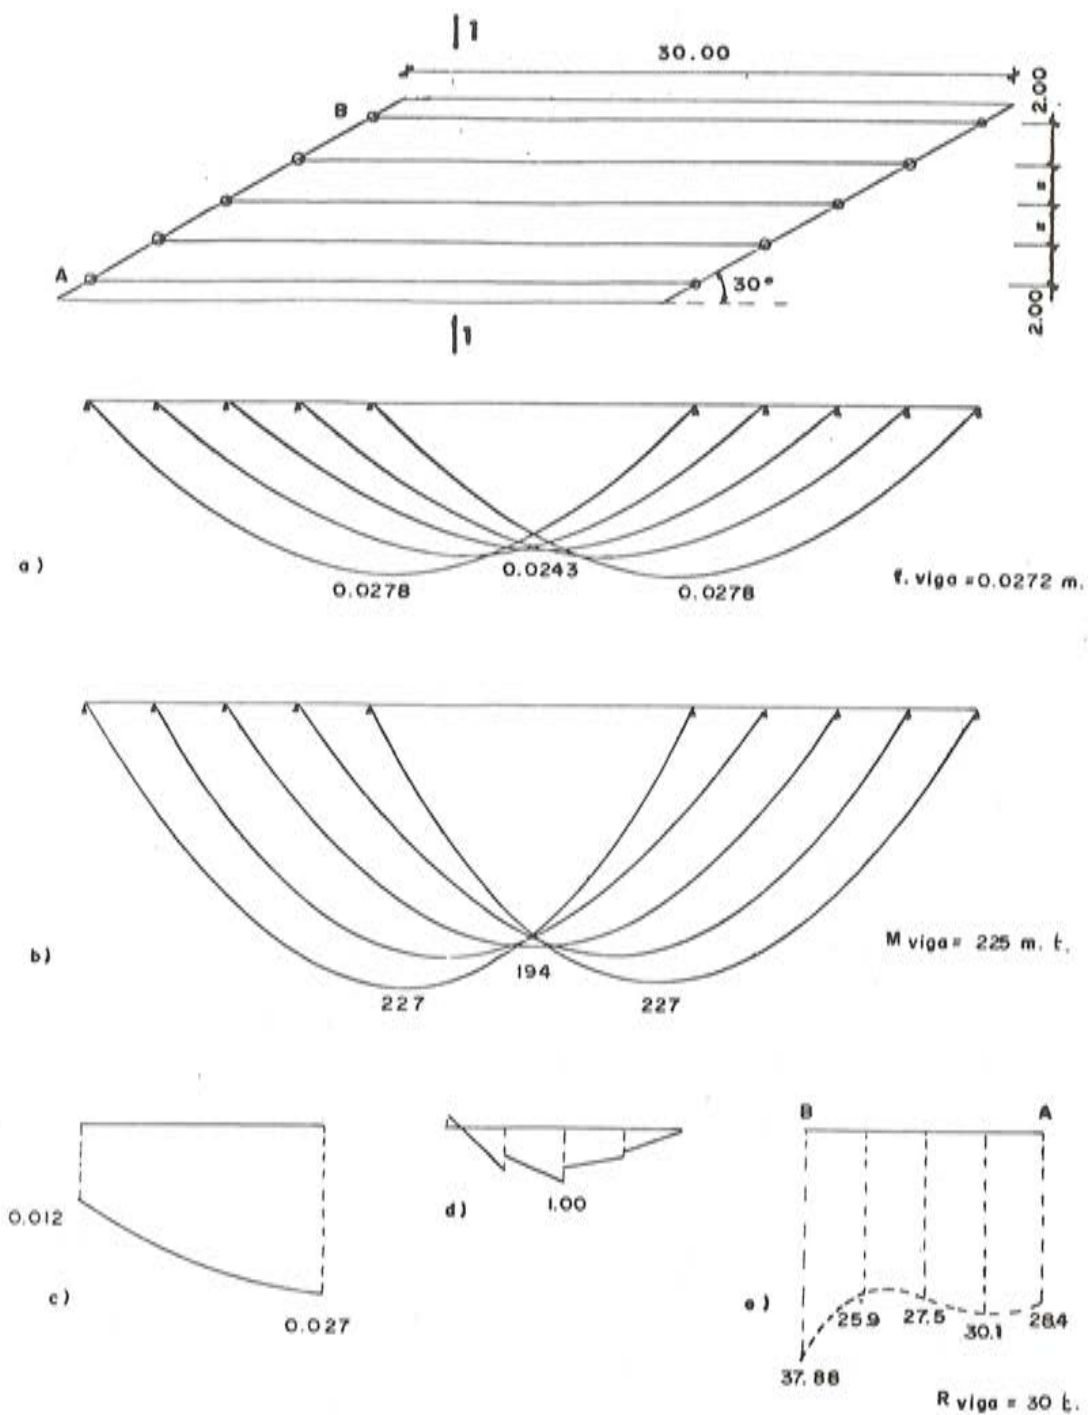 1
30.00
2.00
B
=
=
A
30°
2.00
1
a)
0.0278
0.0243
0.0278
f. viga = 0.0272 m.
b)
227
194
227
M viga = 225 m. t.
0.012
c)
0.027
d)
1.00
B
A
e)
25.9
27.5
30.1
28.4
37.88
R viga = 30 t.